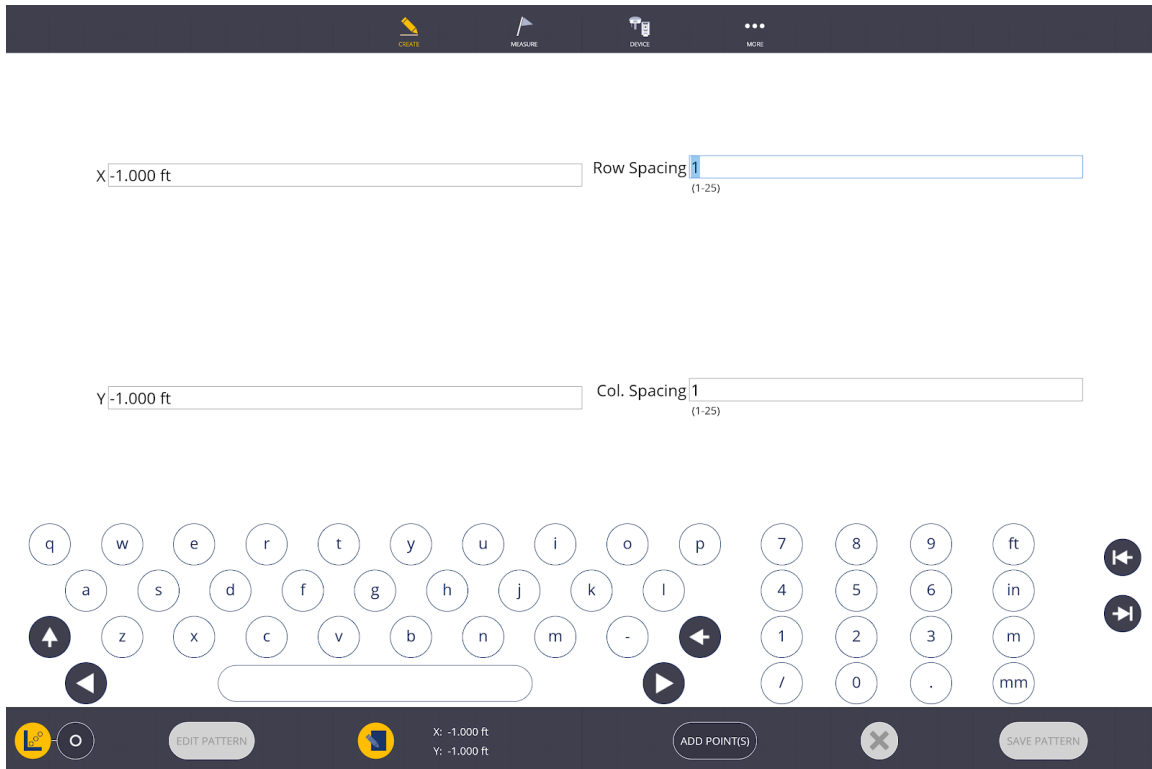 CREATE MEASURE DEVICE MORE
X -1.000 ft Row Spacing 1
(1-25)
Y -1.000 ft Col. Spacing 1
(1-25)
q w e r t y u i o p 7 8 9 ft
a s d f g h j k l 4 5 6 in
z x c v b n m - 1 2 3 m
/ 0 . mm
EDIT PATTERN X: -1.000 ft ADD POINT(S) SAVE PATTERN
Y: -1.000 ft